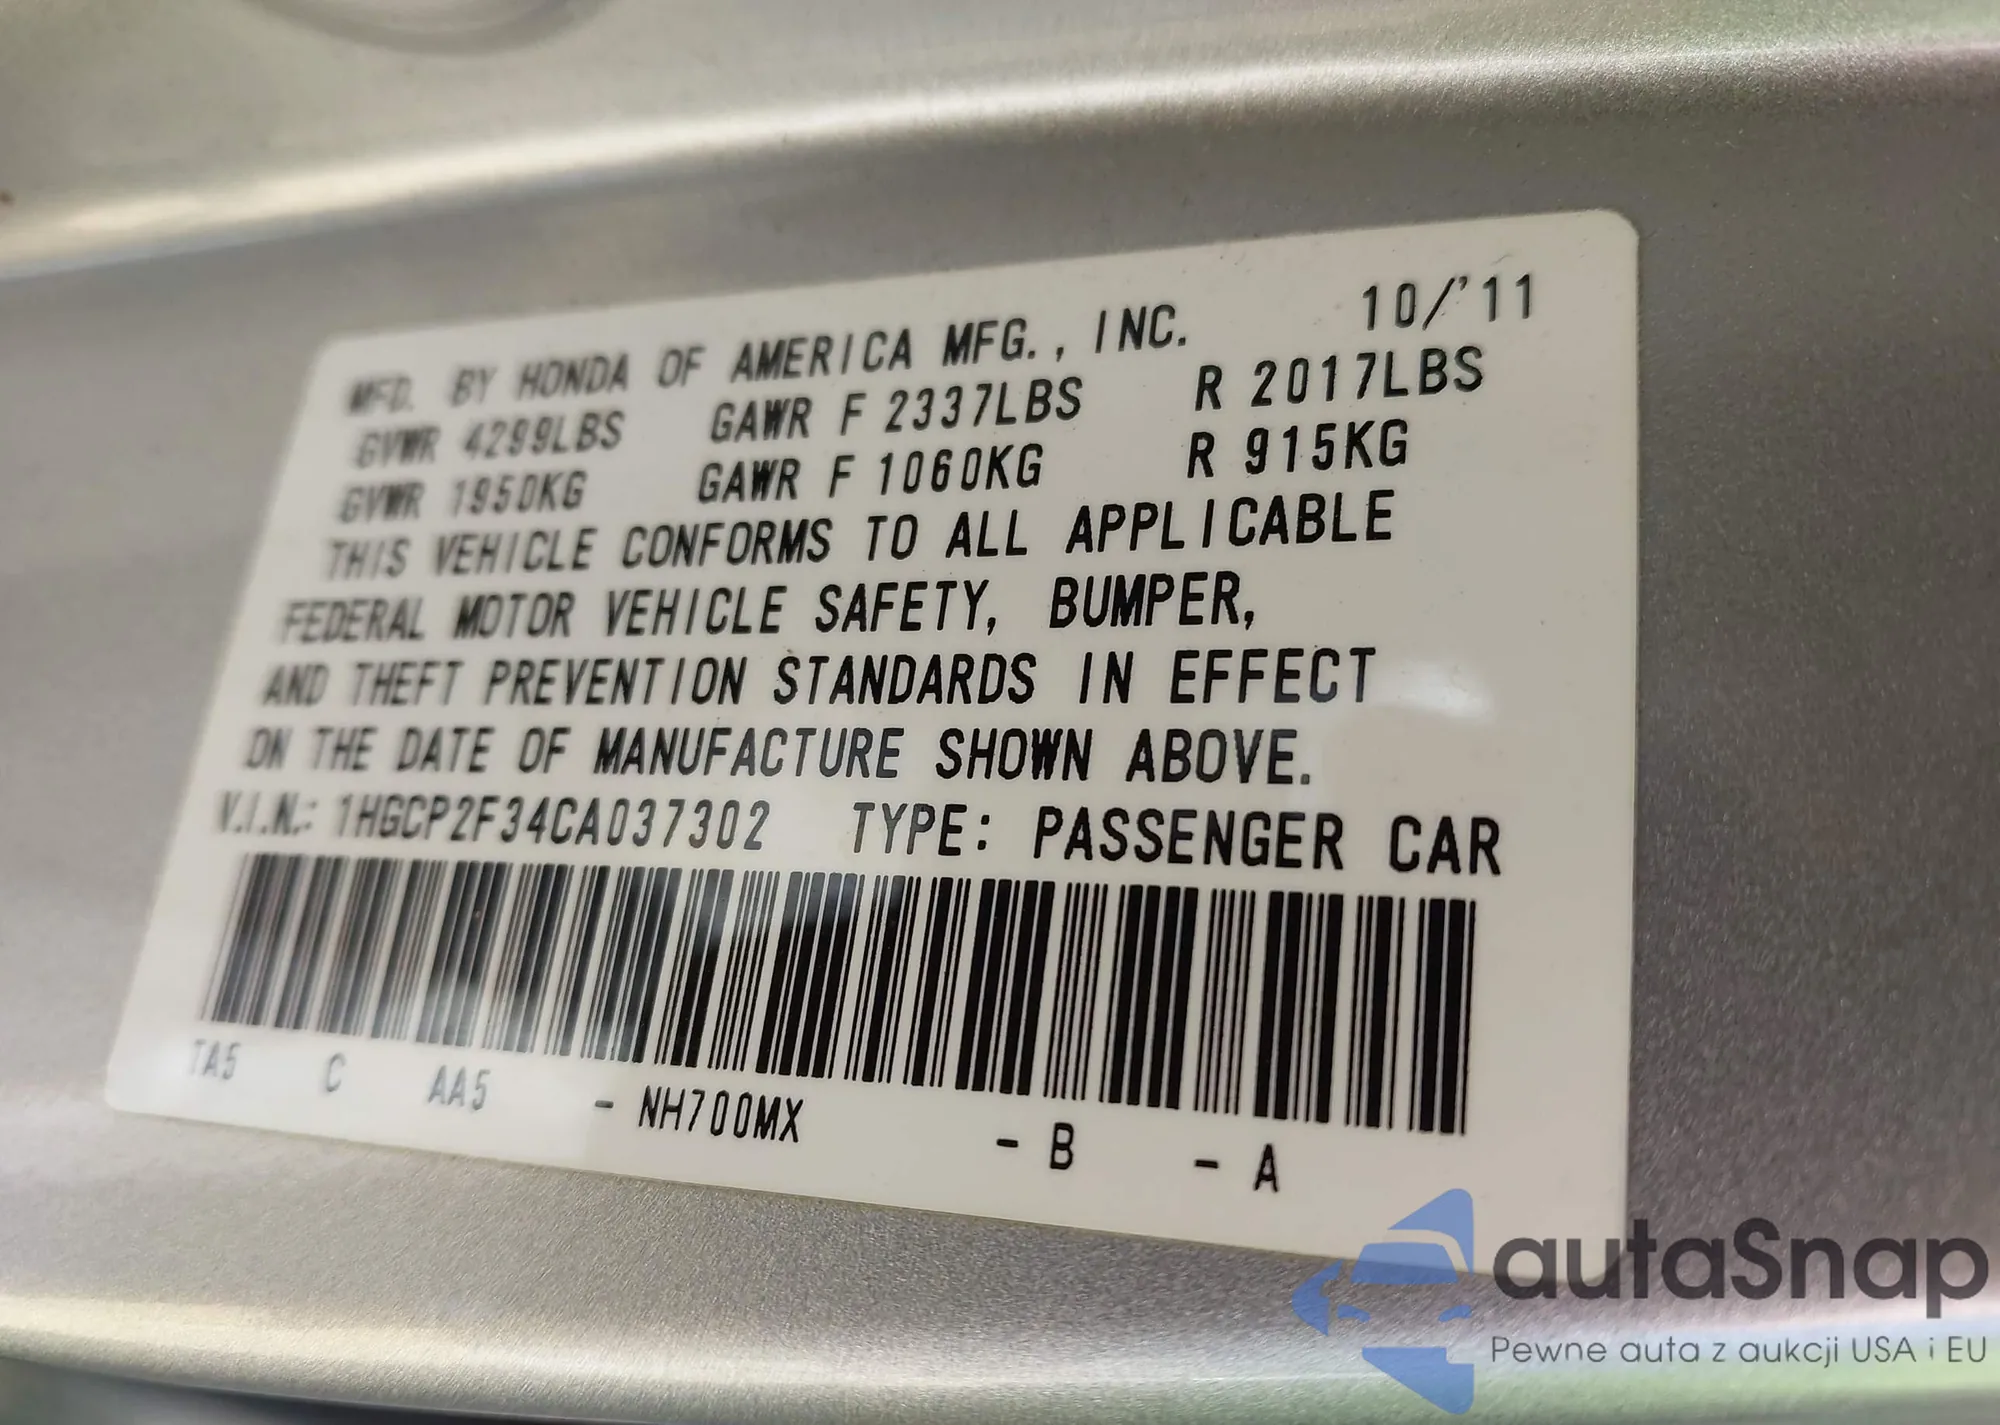 MFD. BY HONDA OF AMERICA MFG., INC. 10/'11
GVWR 4299LBS GAWR F 2337LBS R 2017LBS
GVWR 1950KG GAWR F 1060KG R 915KG
THIS VEHICLE CONFORMS TO ALL APPLICABLE
FEDERAL MOTOR VEHICLE SAFETY, BUMPER,
AND THEFT PREVENTION STANDARDS IN EFFECT
ON THE DATE OF MANUFACTURE SHOWN ABOVE.
V.I.N.: 1HGCP2F34CA037302 TYPE: PASSENGER CAR
TA5 C AA5 - NH700MX - B - A
autaSnap
Pewne auta z aukcji USA i EU